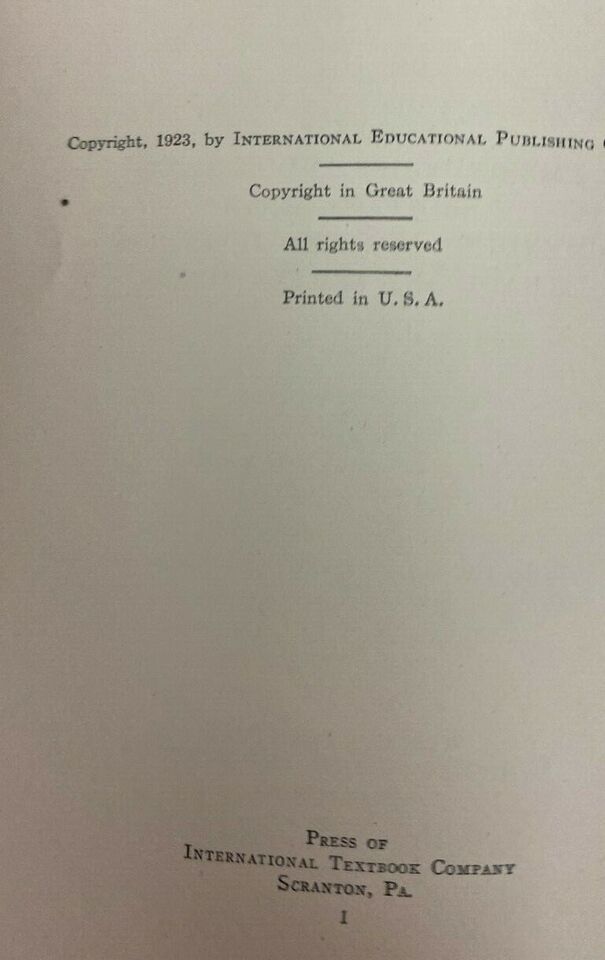 Copyright, 1923, by INTERNATIONAL EDUCATIONAL PUBLISHING
Copyright in Great Britain
All rights reserved
Printed in U. S. A.
PRESS OF
INTERNATIONAL TEXTBOOK COMPANY
SCRANTON, PA.
1